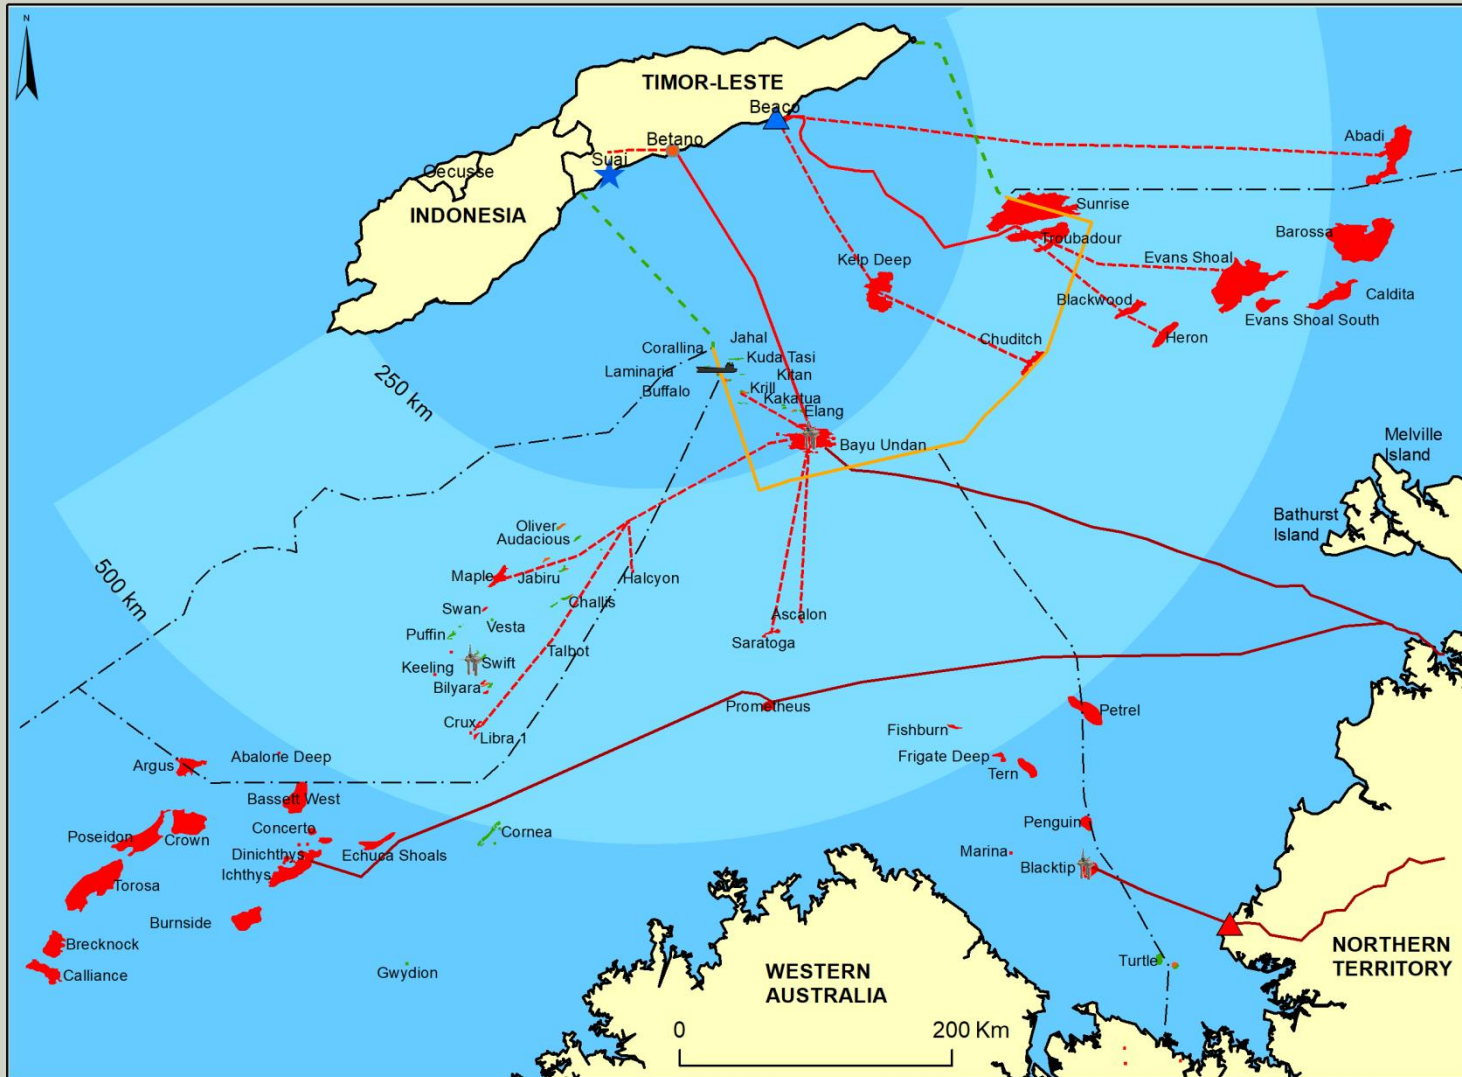 N
TIMOR-LESTE
Beaco
Betano
Suai
Oecusse
INDONESIA
Abadi
Sunrise
Troubadour
Barossa
Evans Shoal
Kelp Deep
Blackwood
Caldita
Evans Shoal South
Heron
Chuditch
Jahal
Corallina
Kuda Tasi
Laminaria
Kitan
Buffalo
Krill
Kakatua
Elang
Bayu Undan
250 km
500 km
Melville
Island
Bathurst
Island
Oliver
Audacious
Maple
Jabiru
Halcyon
Swan
Challis
Vesta
Puffin
Ascalon
Saratoga
Talbot
Keeling
Swift
Bilyara
Crux
Libra 1
Prometheus
Petrel
Fishburn
Frigate Deep
Tern
Argus
Abalone Deep
Bassett West
Poseidon
Crown
Concerto
Dinichthys
Echuca Shoals
Ichthys
Cornea
Torosa
Burnside
Penguin
Marina
Blacktip
Brecknock
Calliance
Gwydion
Turtle
WESTERN
AUSTRALIA
NORTHERN
TERRITORY
0
200 Km